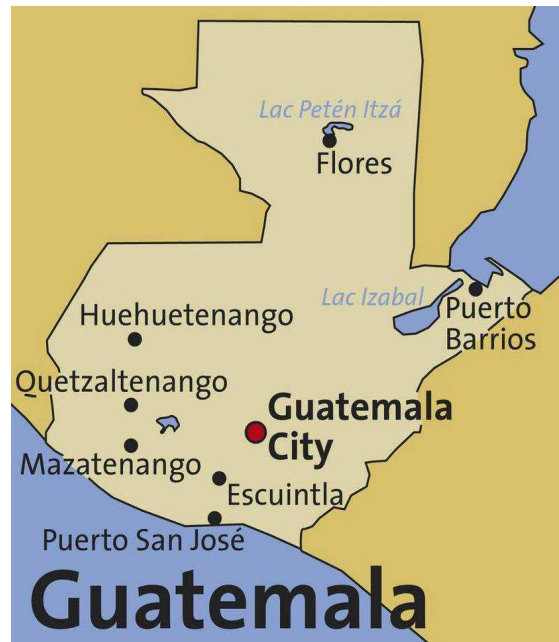 Lac Petén Itzá
Flores
Lac Izabal
Puerto
Barrios
Huehuetenango
Quetzaltenango
Guatemala
City
Mazatenango
Escuintla
Puerto San José
Guatemala